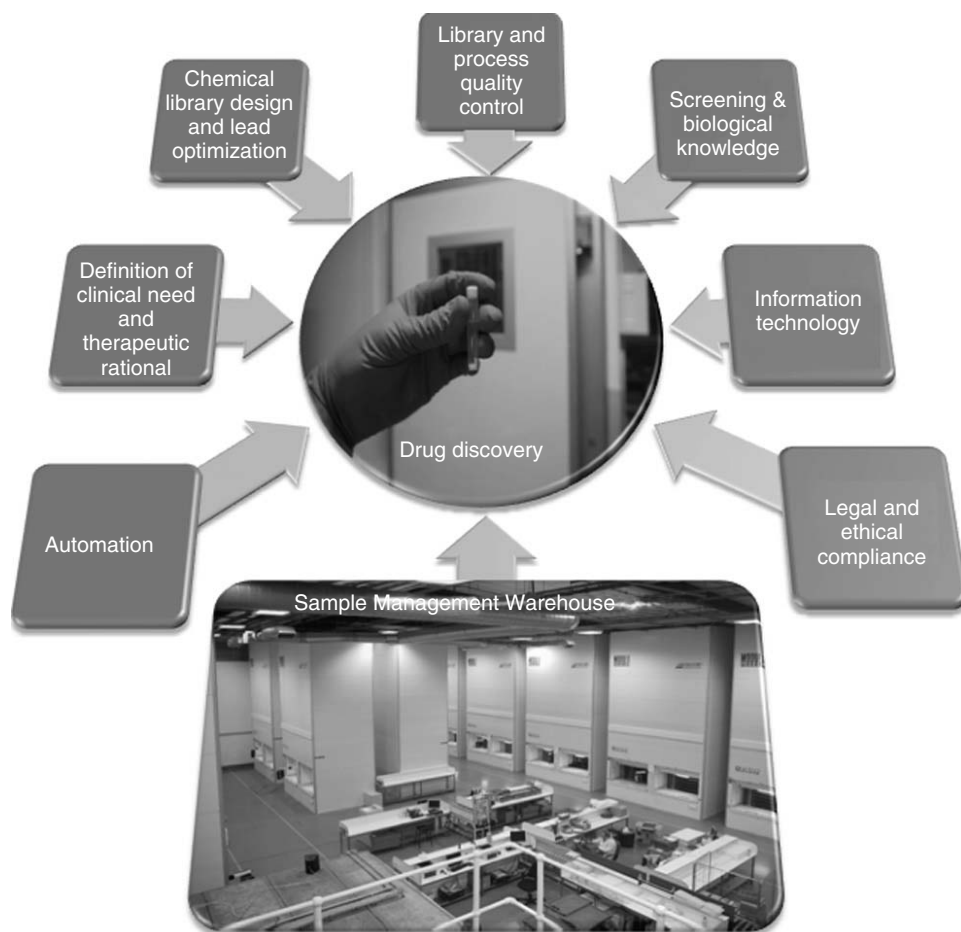 Library and
process
quality
control
Chemical
library design
and lead
optimization
Screening &
biological
knowledge
Definition of
clinical need
and
therapeutic
rational
Information
technology
Drug discovery
Automation
Legal and
ethical
compliance
Sample Management Warehouse